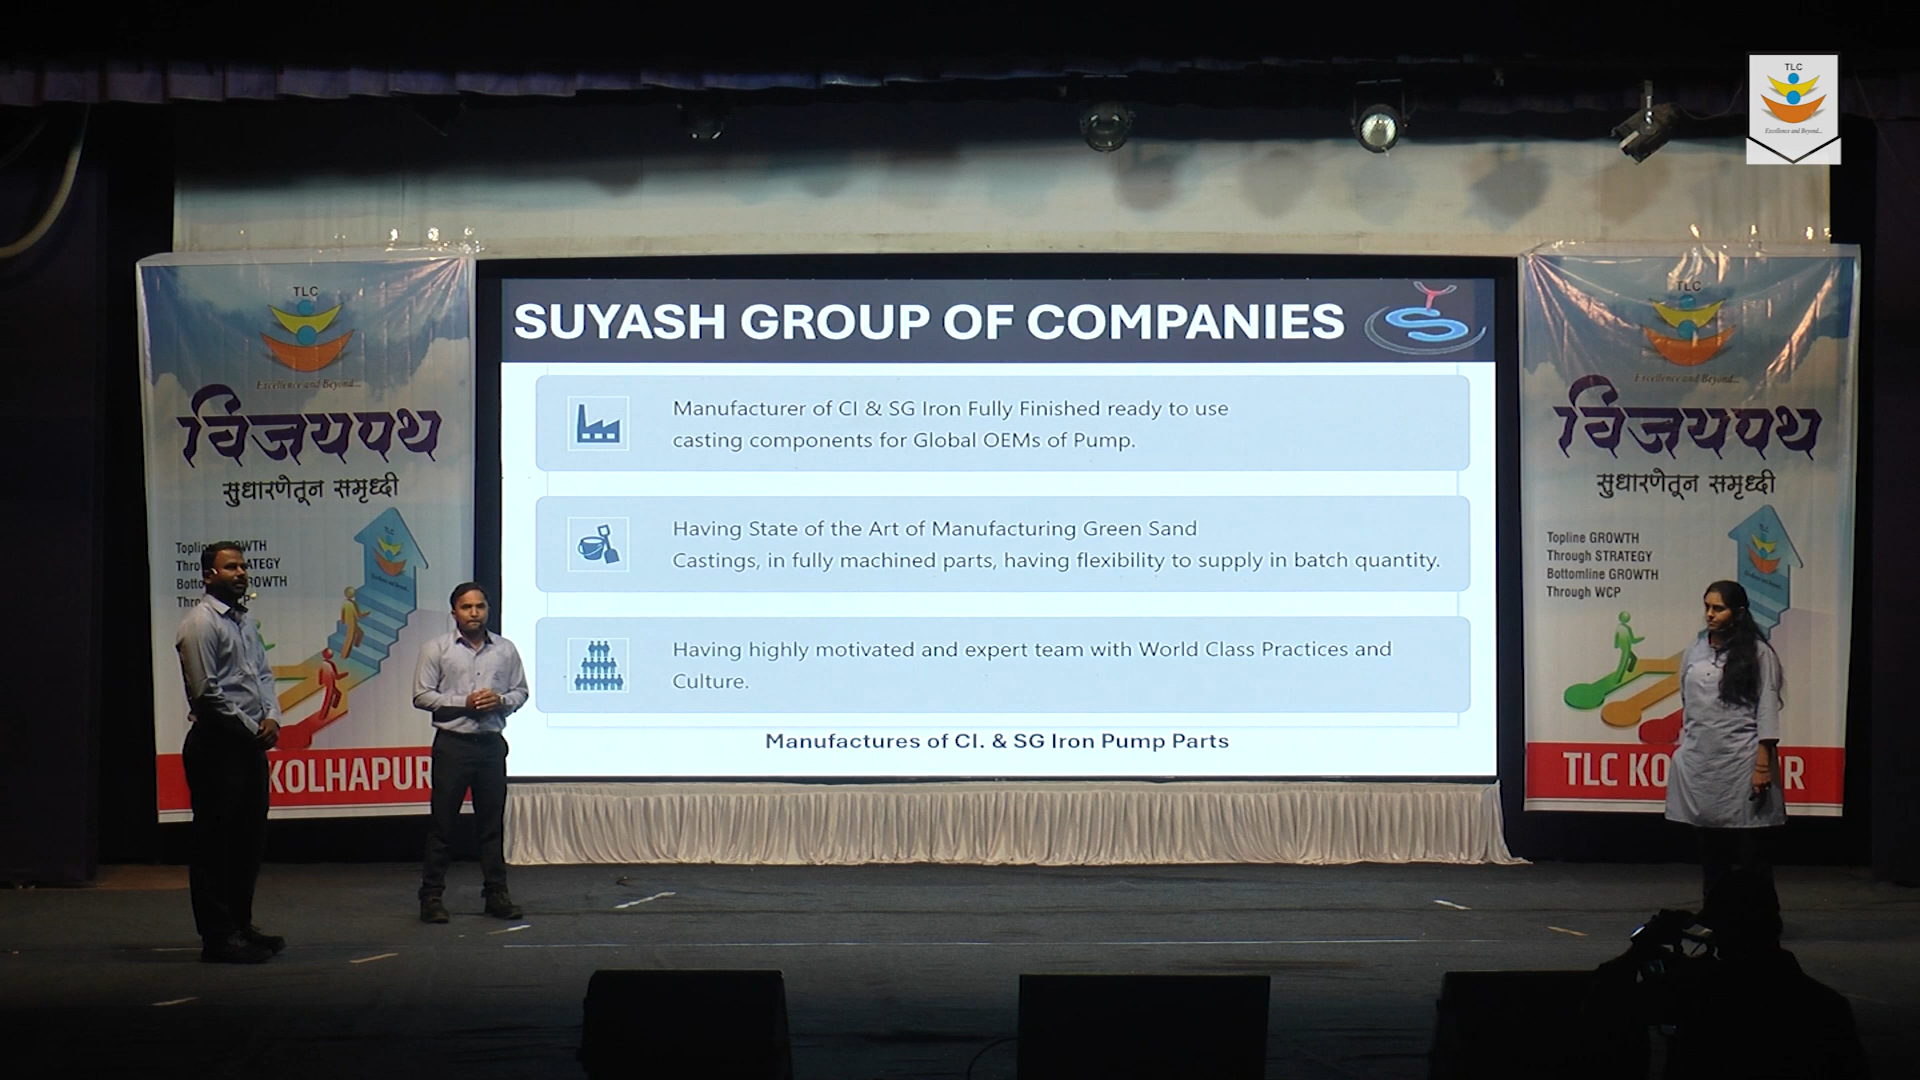 TLC
Excellence and Beyond...
TLC
Excellence and Beyond...
विजयपथ
सुधारणेतून समृध्दी
KOLHAPUR
SUYASH GROUP OF COMPANIES
Manufacturer of CI & SG Iron Fully Finished ready to use
casting components for Global OEMs of Pump.
Having State of the Art of Manufacturing Green Sand
Castings, in fully machined parts, having flexibility to supply in batch quantity.
Having highly motivated and expert team with World Class Practices and
Culture.
Manufactures of CI. & SG Iron Pump Parts
TLC
Excellence and Beyond...
विजयपथ
सुधारणेतून समृध्दी
Topline GROWTH
Through STRATEGY
Bottomline GROWTH
Through WCP
TLC